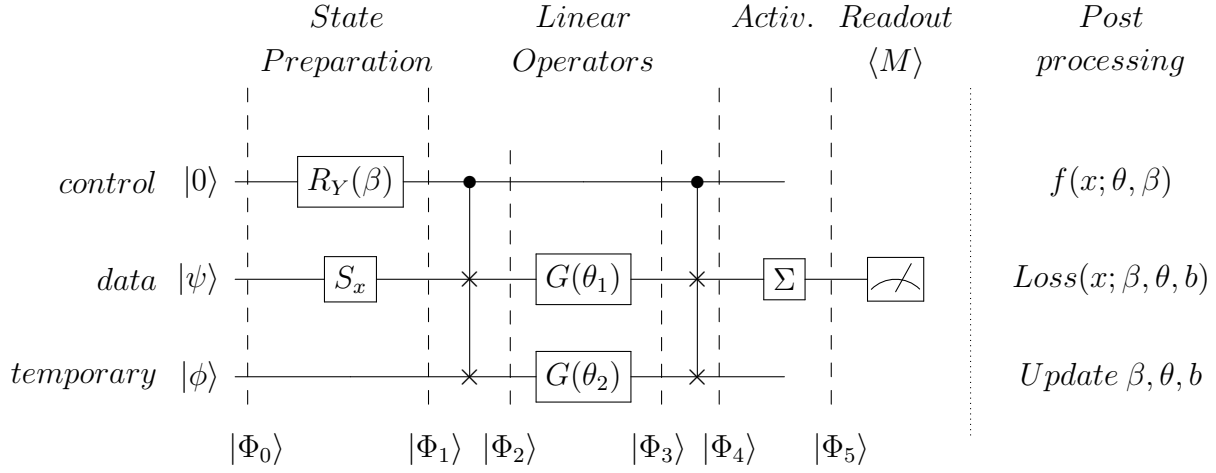 State Linear Activ. Readout Post
Preparation Operators ⟨M⟩ processing
control |0⟩ R_Y(β) f(x; θ, β)
data |ψ⟩ S_x G(θ_1) Σ Loss(x; β, θ, b)
temporary |ϕ⟩ G(θ_2) Update β, θ, b
|Φ_0⟩ |Φ_1⟩ |Φ_2⟩ |Φ_3⟩ |Φ_4⟩ |Φ_5⟩